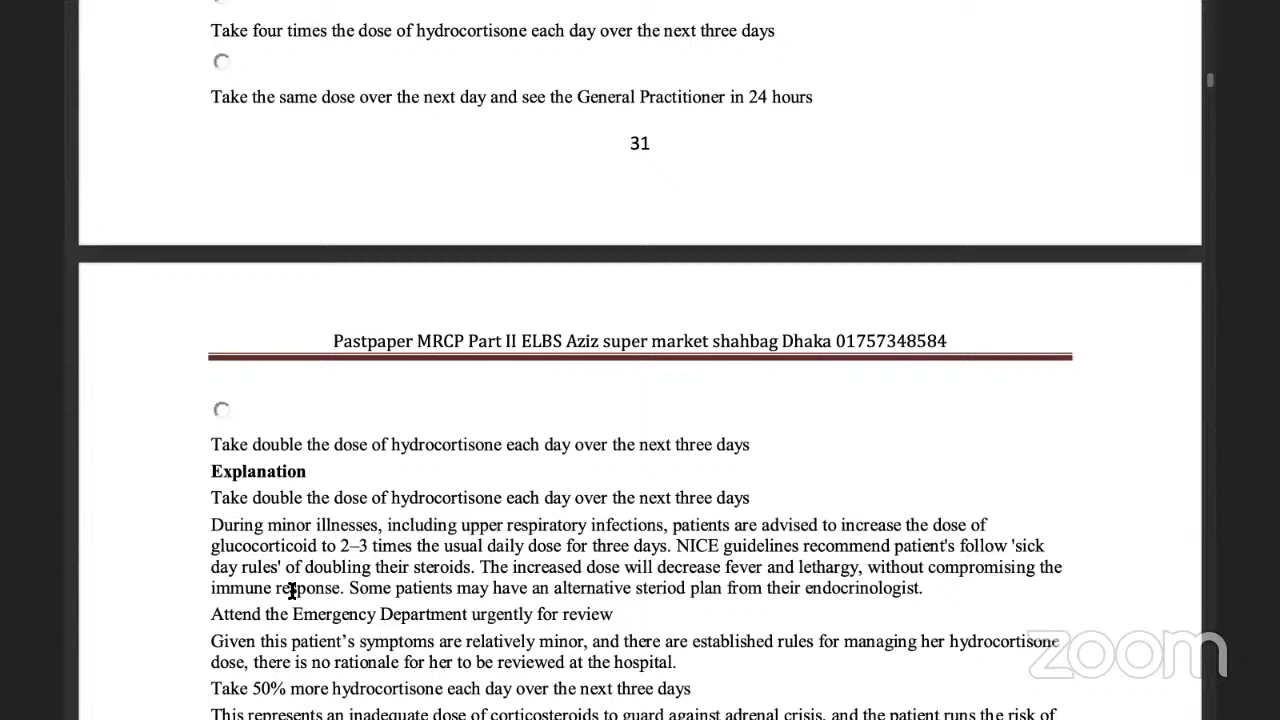 Take four times the dose of hydrocortisone each day over the next three days
Take the same dose over the next day and see the General Practitioner in 24 hours
31
Pastpaper MRCP Part II ELBS Aziz super market shahbag Dhaka 01757348584
Take double the dose of hydrocortisone each day over the next three days
Explanation
Take double the dose of hydrocortisone each day over the next three days
During minor illnesses, including upper respiratory infections, patients are advised to increase the dose of
glucocorticoid to 2–3 times the usual daily dose for three days. NICE guidelines recommend patient's follow 'sick
day rules' of doubling their steroids. The increased dose will decrease fever and lethargy, without compromising the
immune response. Some patients may have an alternative steriod plan from their endocrinologist.
Attend the Emergency Department urgently for review
Given this patient’s symptoms are relatively minor, and there are established rules for managing her hydrocortisone
dose, there is no rationale for her to be reviewed at the hospital.
Take 50% more hydrocortisone each day over the next three days
This represents an inadequate dose of corticosteroids to guard against adrenal crisis, and the patient runs the risk of
zoom